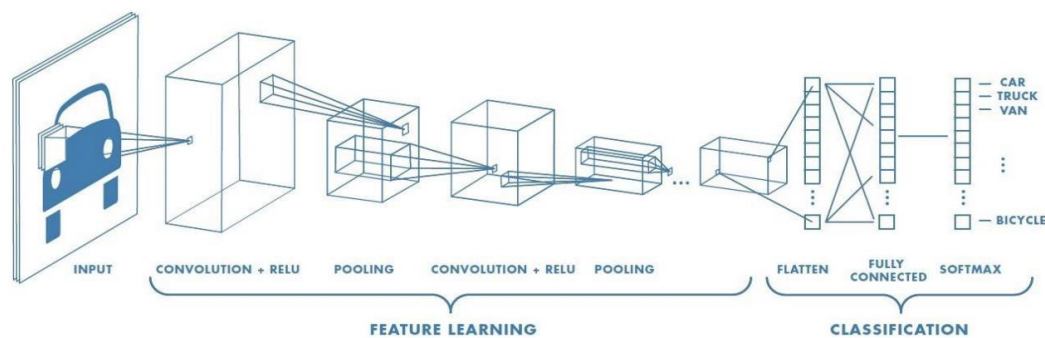 CAR
TRUCK
VAN
BICYCLE
INPUT
CONVOLUTION + RELU
POOLING
CONVOLUTION + RELU
POOLING
FLATTEN
FULLY
CONNECTED
SOFTMAX
FEATURE LEARNING
CLASSIFICATION